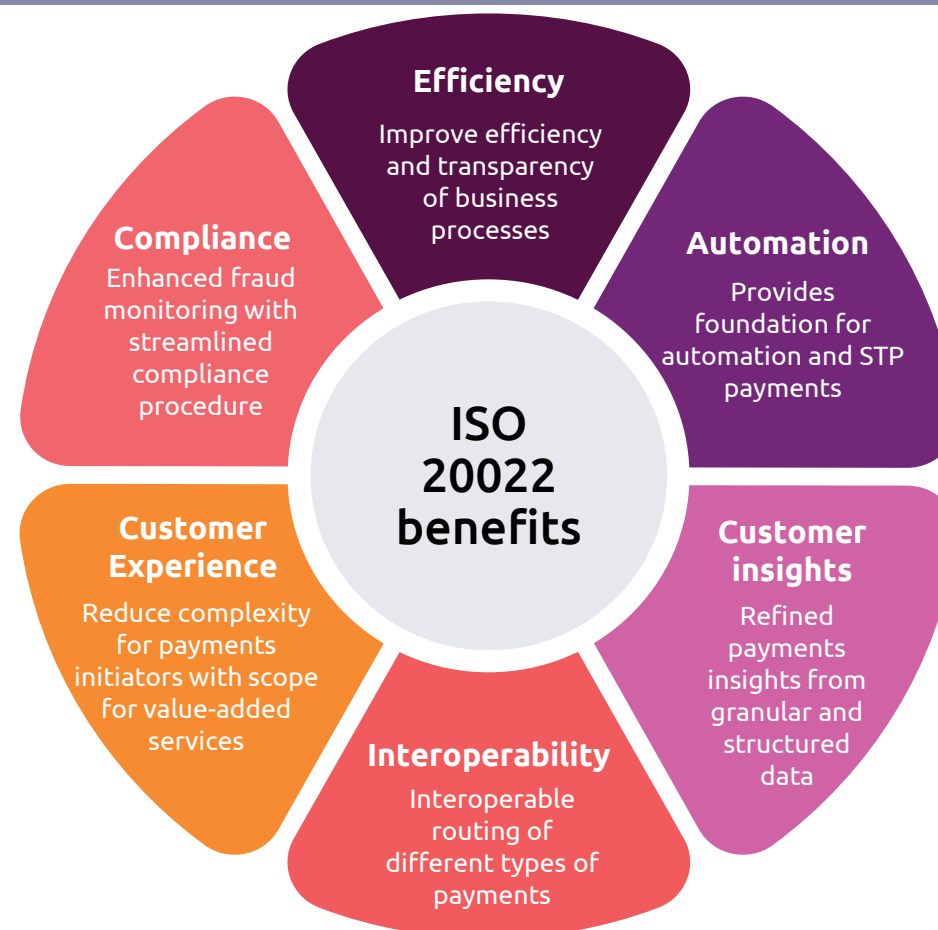 Efficiency
Improve efficiency
and transparency
of business
processes
Automation
Provides
foundation for
automation and STP
payments
Customer
insights
Refined
payments
insights from
granular and
structured
data
Interoperability
Interoperable
routing of
different types of
payments
Customer
Experience
Reduce complexity
for payments
initiators with scope
for value-added
services
Compliance
Enhanced fraud
monitoring with
streamlined
compliance
procedure
ISO
20022
benefits